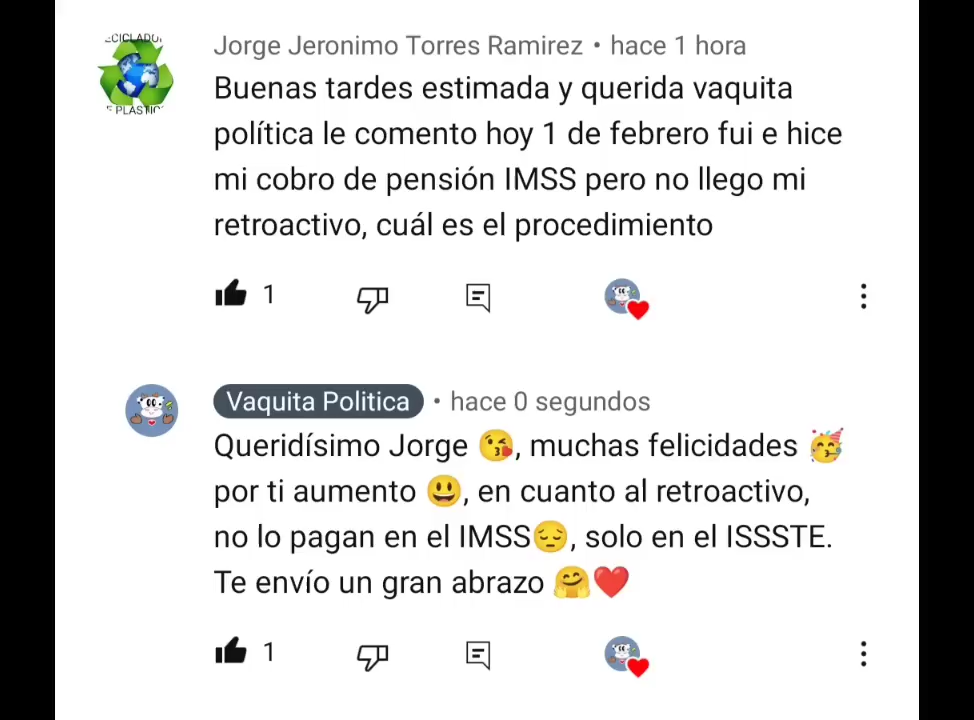 RECICLADOR
DE PLASTICO
Jorge Jeronimo Torres Ramirez • hace 1 hora
Buenas tardes estimada y querida vaquita
política le comento hoy 1 de febrero fui e hice
mi cobro de pensión IMSS pero no llego mi
retroactivo, cuál es el procedimiento
1
Vaquita Politica • hace 0 segundos
Queridísimo Jorge 😘, muchas felicidades 🥳
por ti aumento 😃, en cuanto al retroactivo,
no lo pagan en el IMSS😔, solo en el ISSSTE.
Te envío un gran abrazo 🤗❤️
1